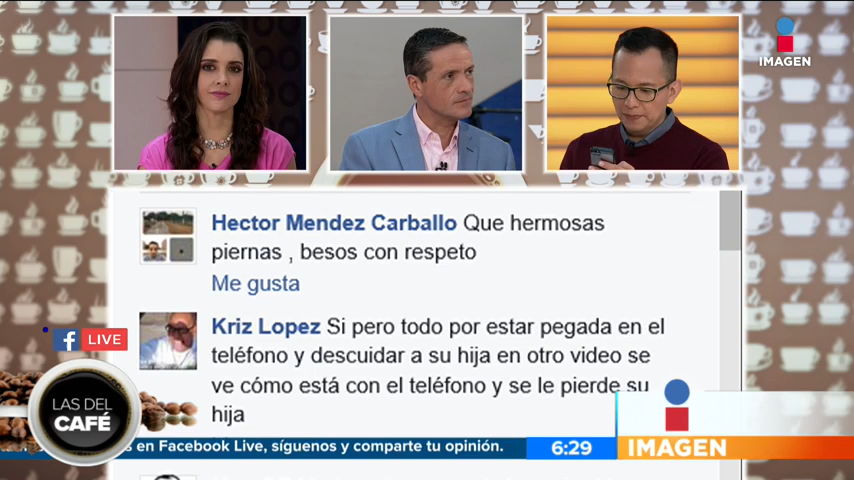 IMAGEN
Hector Mendez Carballo Que hermosas
piernas , besos con respeto
Me gusta
Kriz Lopez Si pero todo por estar pegada en el
teléfono y descuidar a su hija en otro video se
ve cómo está con el teléfono y se le pierde su
hija
f LIVE
LAS DEL
CAFÉ
s en Facebook Live, síguenos y comparte tu opinión.
6:29
IMAGEN